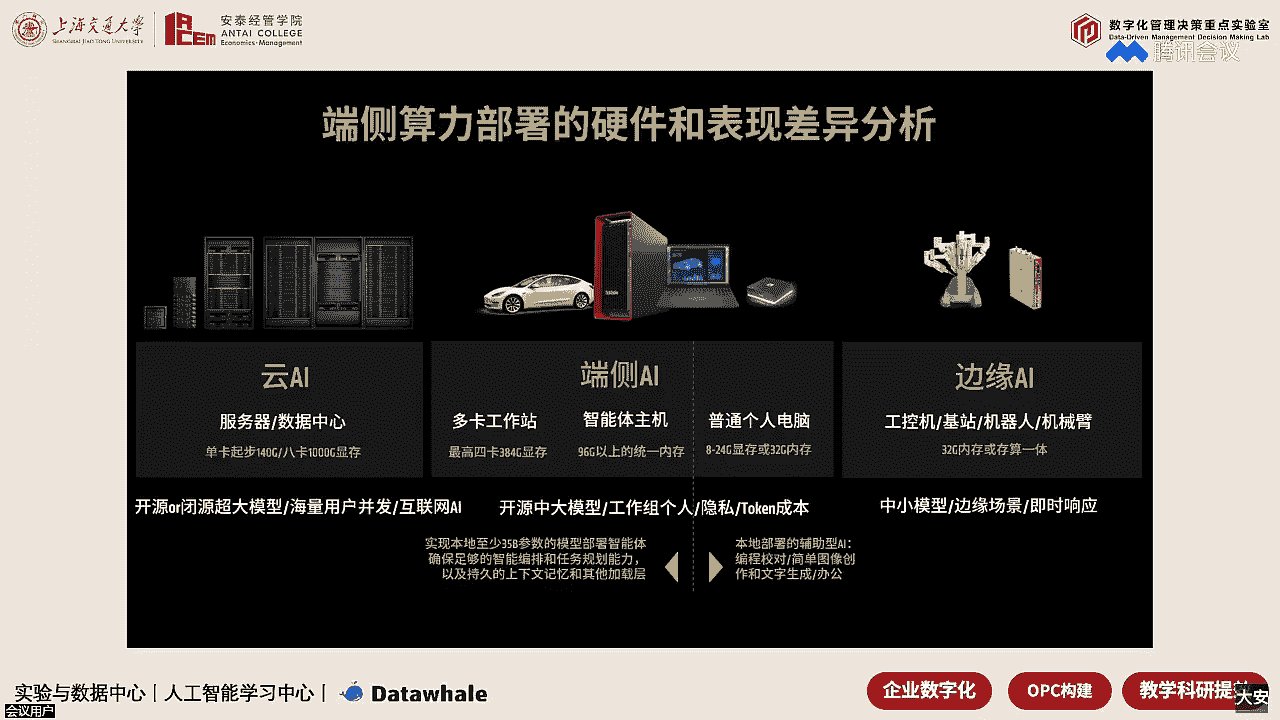 上海交通大学
SHANGHAI JIAO TONG UNIVERSITY
ACEM
安泰经管学院
ANTAI COLLEGE
Economics·Management
数字化管理决策重点实验室
Data-Driven Management Decision Making Lab
腾讯会议
端侧算力部署的硬件和表现差异分析
云AI
服务器/数据中心
单卡起步140G/八卡1000G显存
端侧AI
多卡工作站
最高四卡384G显存
智能体主机
96G以上的统一内存
普通个人电脑
8-24G显存或32G内存
边缘AI
工控机/基站/机器人/机械臂
32G内存或存算一体
开源or闭源超大模型/海量用户并发/互联网AI
开源中大模型/工作组个人/隐私/Token成本
中小模型/边缘场景/即时响应
实现本地至少35B参数的模型部署智能体
确保足够的智能编排和任务规划能力，
以及持久的上下文记忆和其他加载层
本地部署的辅助型AI：
编程校对/简单图像创
作和文字生成/办公
实验与数据中心｜人工智能学习中心｜ Datawhale
企业数字化
OPC构建
教学科研提
大安
会议用户